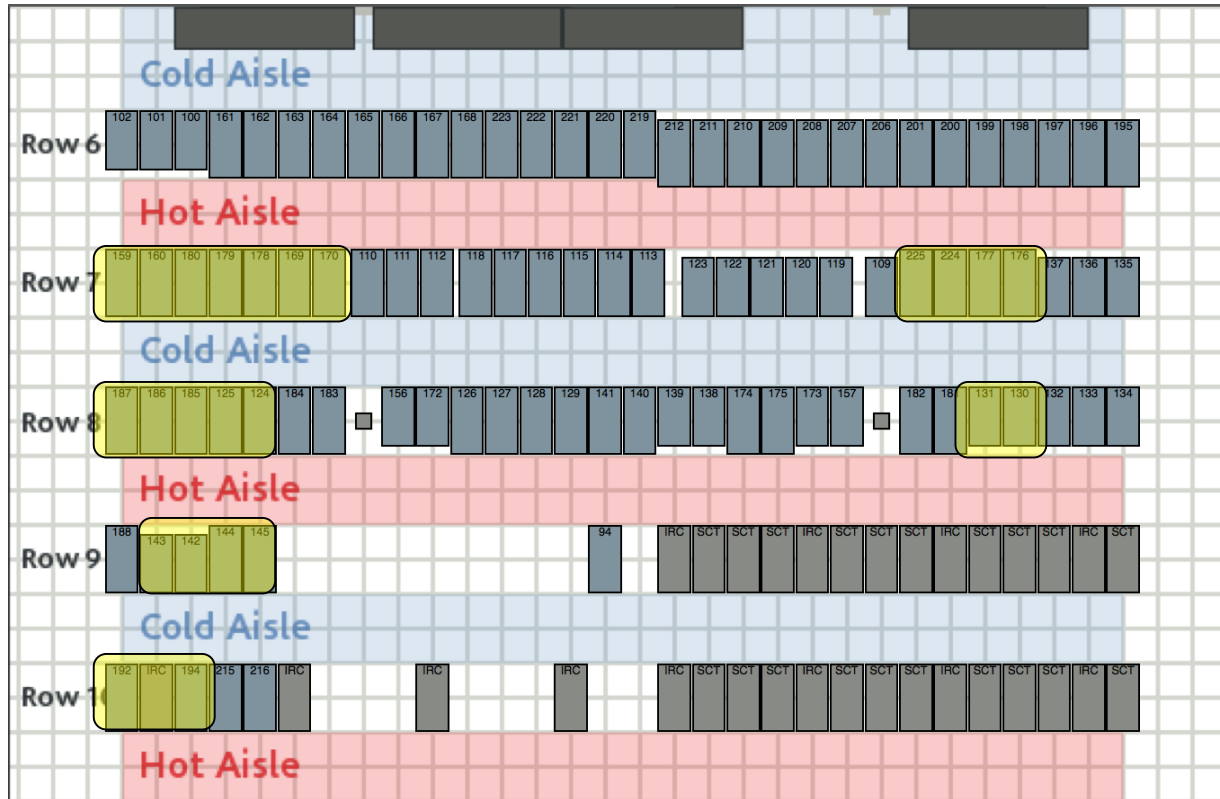 Cold Aisle
Row 6 102 101 100 161 162 163 164 165 166 167 168 223 222 221 220 219 212 211 210 209 208 207 206 201 200 199 198 197 196 195
Hot Aisle
Row 7 159 160 180 179 178 169 170 110 111 112 118 117 116 115 114 113 123 122 121 120 119 109 225 224 177 176 137 136 135
Cold Aisle
Row 8 187 186 185 125 124 184 183 156 172 126 127 128 129 141 140 139 138 174 175 173 157 182 181 131 130 132 133 134
Hot Aisle
Row 9 188 143 142 144 145 94 IRC SCT SCT SCT IRC SCT SCT SCT IRC SCT SCT SCT IRC SCT
Cold Aisle
Row 10 192 IRC 194 215 216 IRC IRC IRC IRC SCT SCT SCT IRC SCT SCT SCT IRC SCT SCT SCT IRC SCT
Hot Aisle